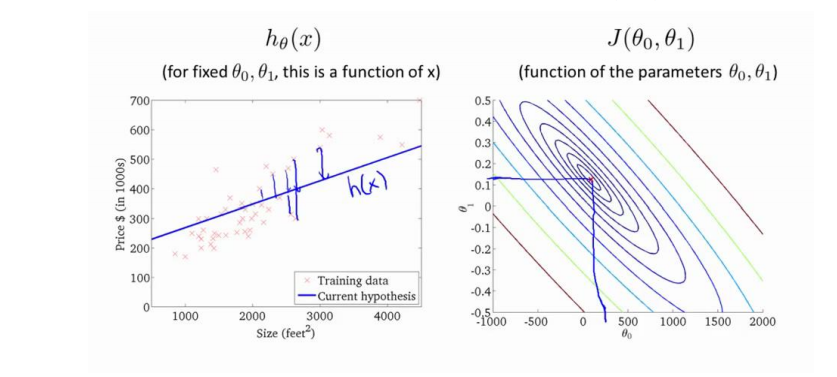 hθ(x)
(for fixed θ0, θ1, this is a function of x)
700
600
500
400
300
200
100
0
Price $ (in 1000s)
1000
2000
3000
4000
Size (feet²)
h(x)
Training data
Current hypothesis
J(θ0, θ1)
(function of the parameters θ0, θ1)
0.5
0.4
0.3
0.2
0.1
0
-0.1
-0.2
-0.3
-0.4
-0.5
θ1
-1000
-500
0
500
1000
1500
2000
θ0